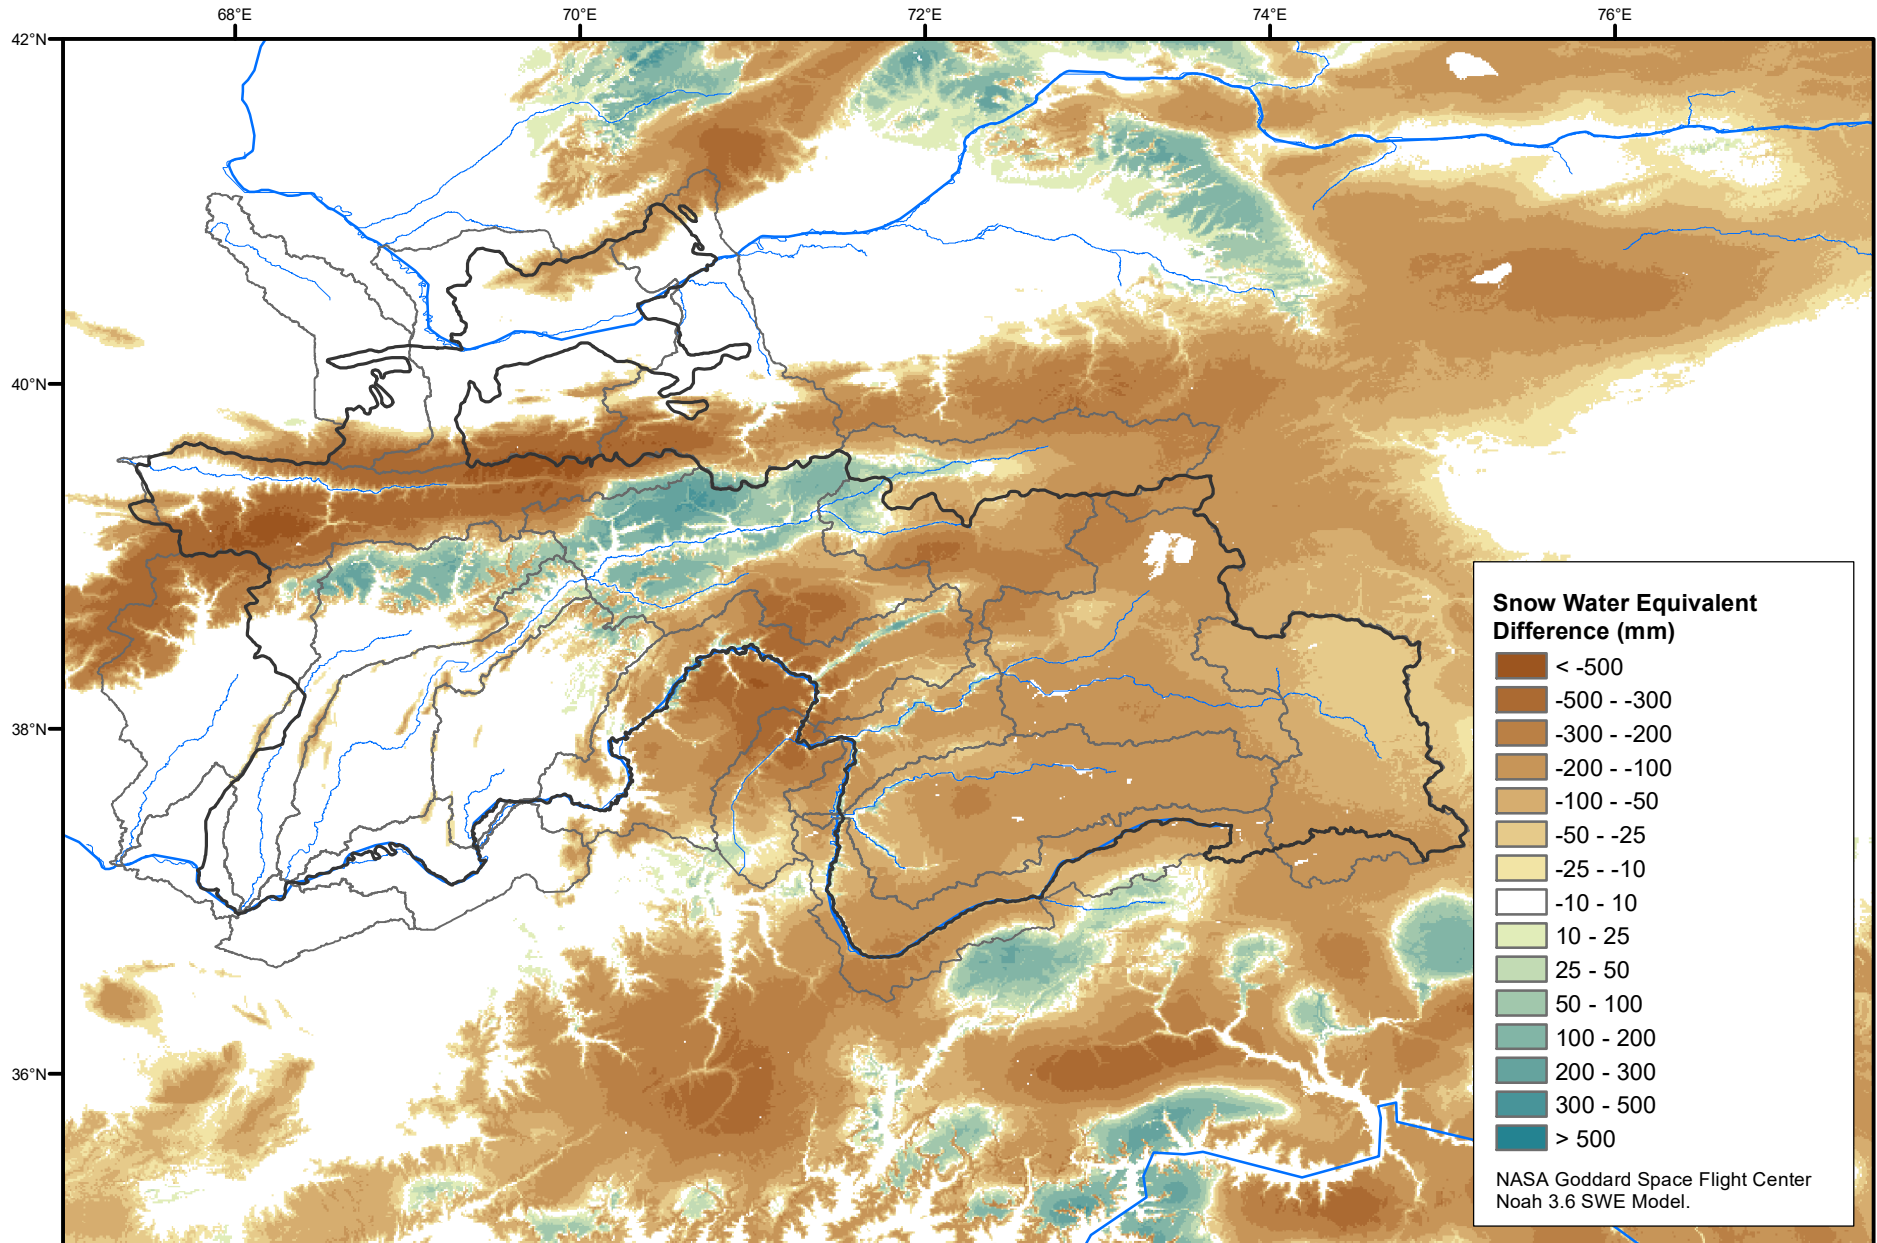 68°E 70°E 72°E 74°E 76°E
42°N
40°N
38°N
36°N
Snow Water Equivalent
Difference (mm)
< -500
-500 - -300
-300 - -200
-200 - -100
-100 - -50
-50 - -25
-25 - -10
-10 - 10
10 - 25
25 - 50
50 - 100
100 - 200
200 - 300
300 - 500
> 500
NASA Goddard Space Flight Center
Noah 3.6 SWE Model.